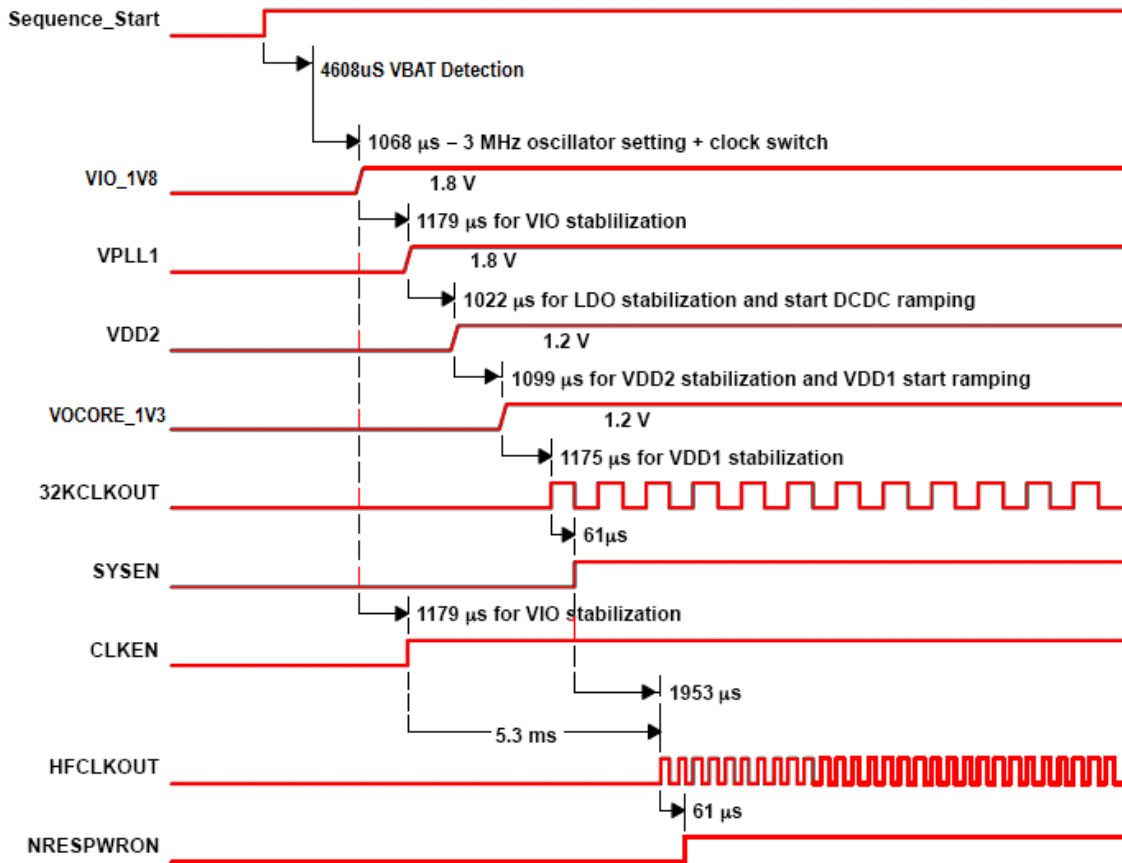 Sequence_Start
4608uS VBAT Detection
1068 µs – 3 MHz oscillator setting + clock switch
VIO_1V8
1.8 V
1179 µs for VIO stablilization
VPLL1
1.8 V
1022 µs for LDO stabilization and start DCDC ramping
VDD2
1.2 V
1099 µs for VDD2 stabilization and VDD1 start ramping
VOCORE_1V3
1.2 V
1175 µs for VDD1 stabilization
32KCLKOUT
61µs
SYSEN
1179 µs for VIO stabilization
CLKEN
1953 µs
5.3 ms
HFCLKOUT
61 µs
NRESPWRON